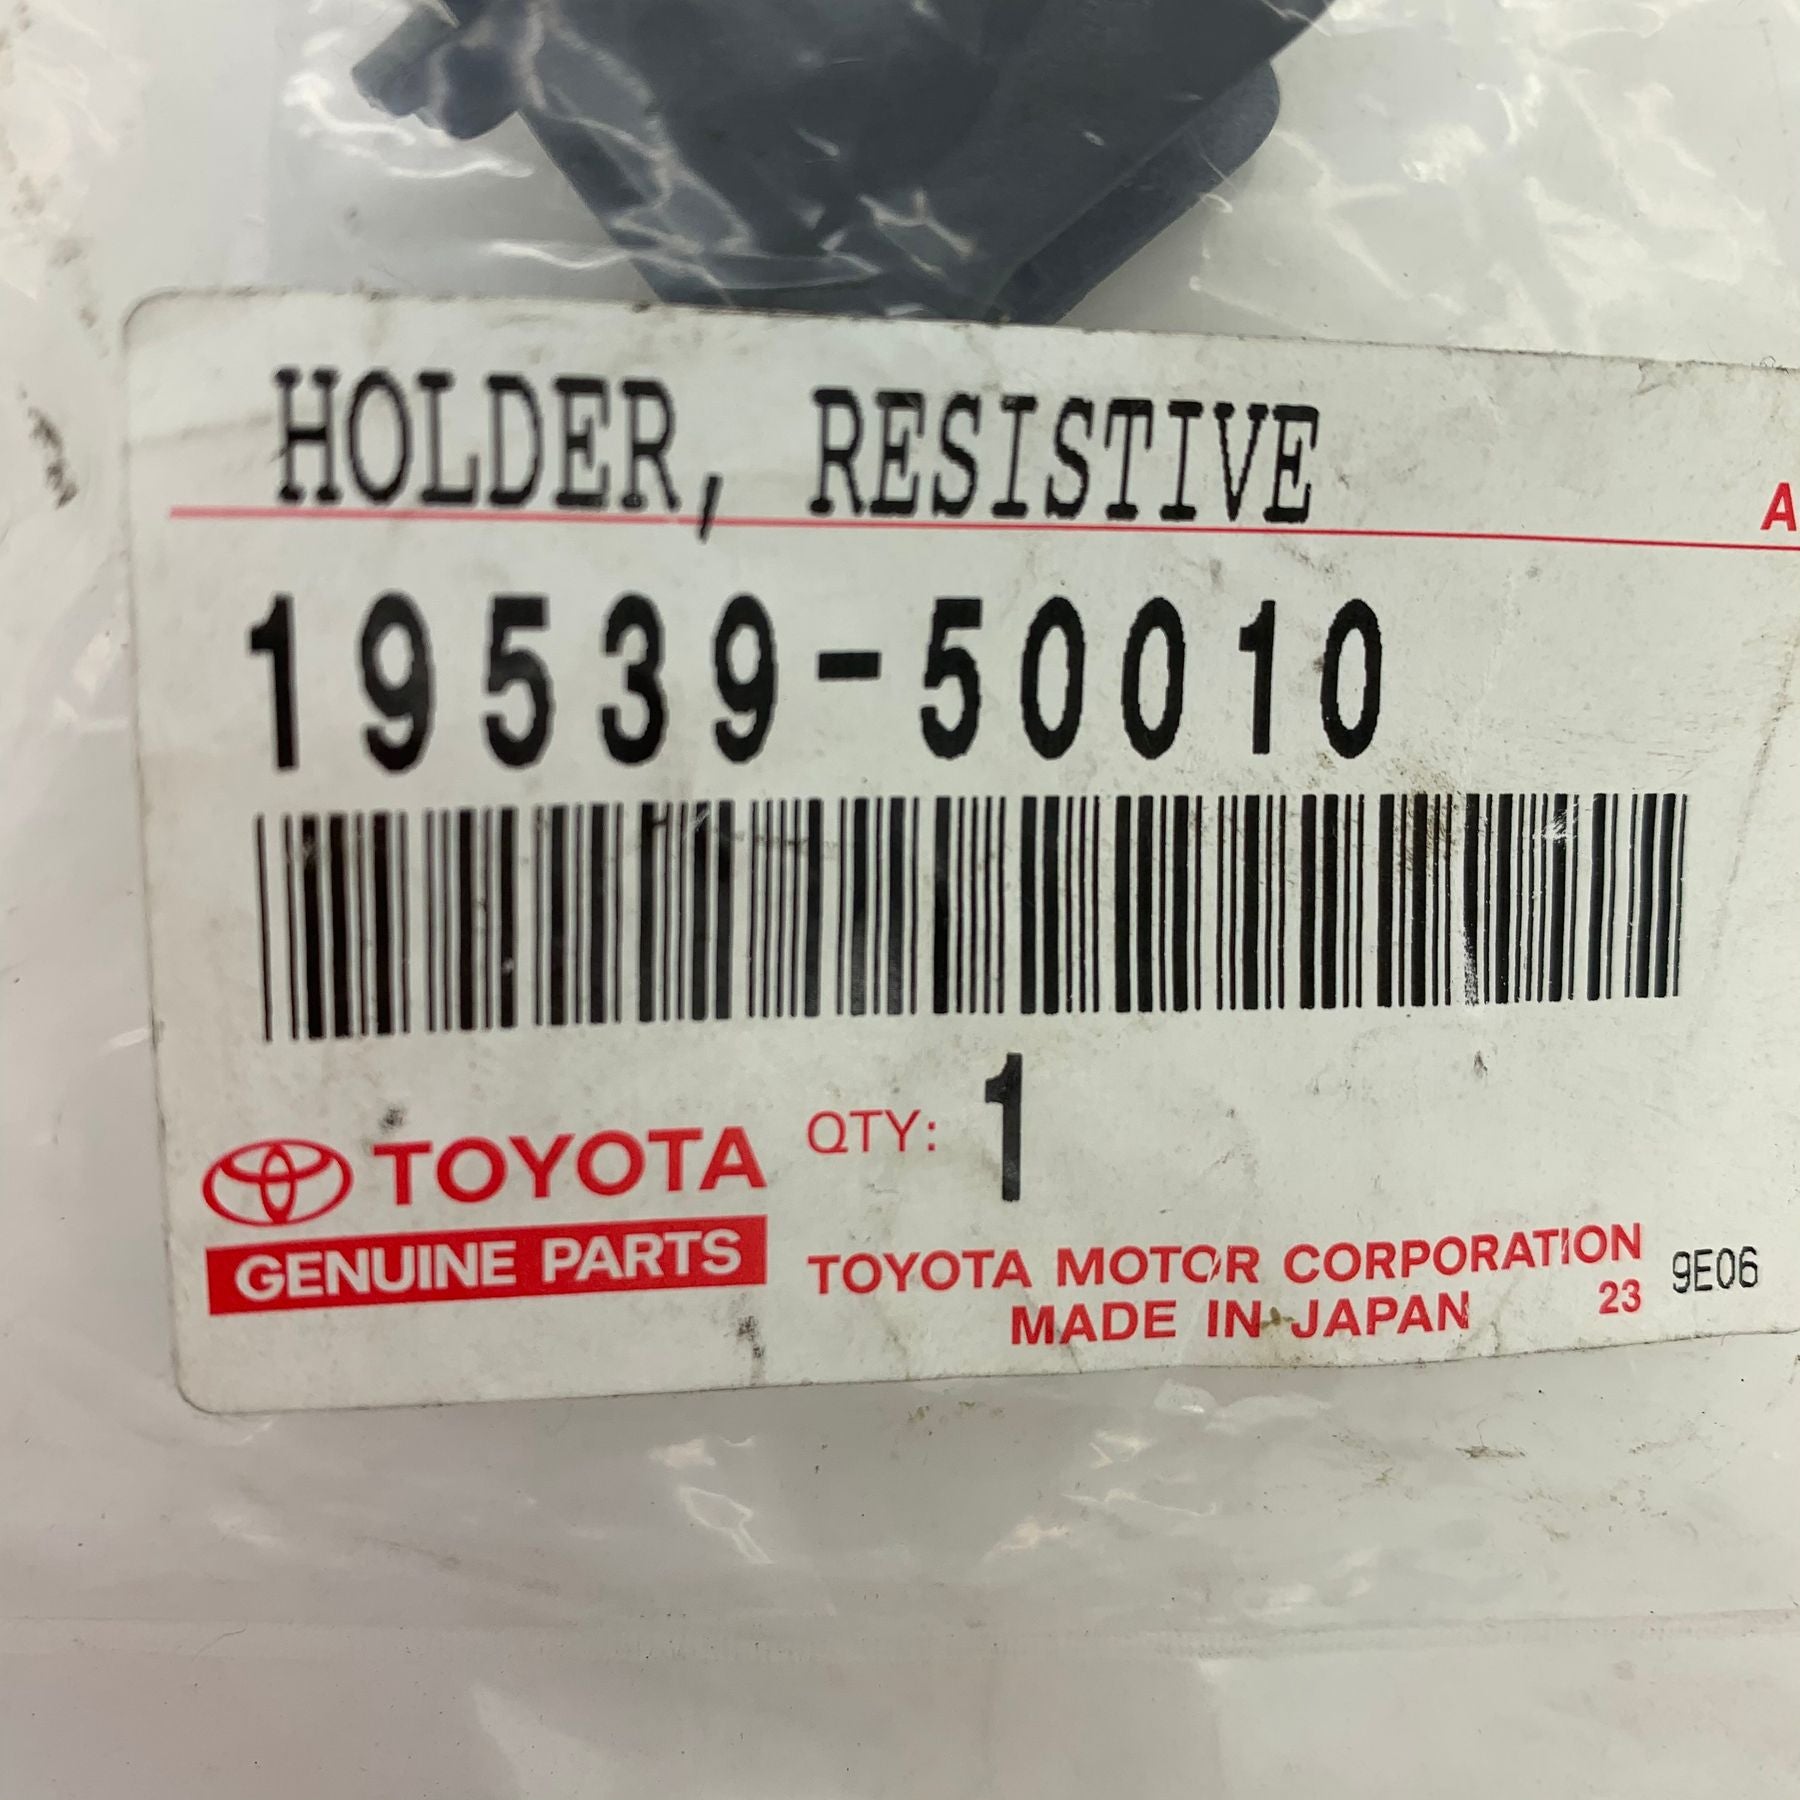 HOLDER, RESISTIVE
A
19539-50010
QTY: 1
TOYOTA
GENUINE PARTS
TOYOTA MOTOR CORPORATION
MADE IN JAPAN 23 9E06